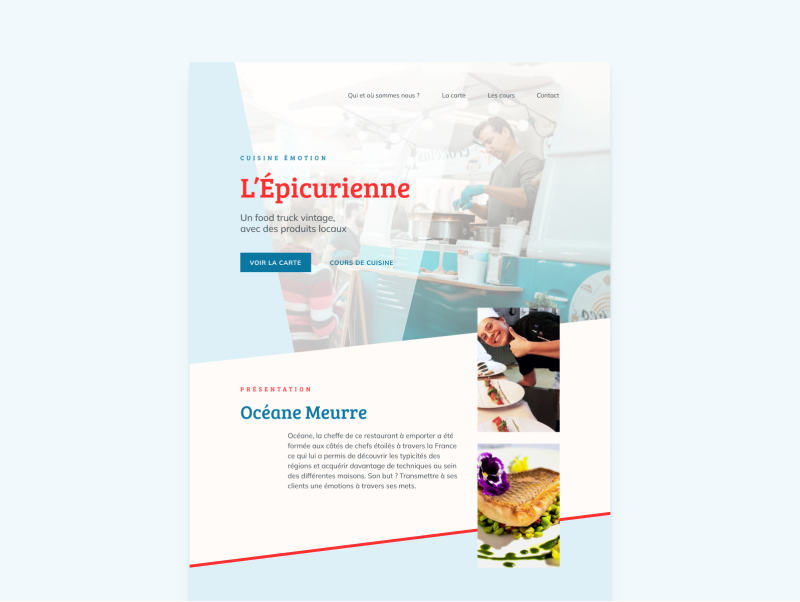 Qui et où sommes nous ? La carte Les cours Contact
CUISINE ÉMOTION
L'Épicurienne
Un food truck vintage,
avec des produits locaux
VOIR LA CARTE COURS DE CUISINE
PRÉSENTATION
Océane Meurre
Océane, la cheffe de ce restaurant à emporter a été
formée aux côtés de chefs étoilés à travers la France
ce qui lui a permis de découvrir les typicités des
régions et acquérir davantage de techniques au sein
des différentes maisons. Son but ? Transmettre à ses
clients une émotions à travers ses mets.